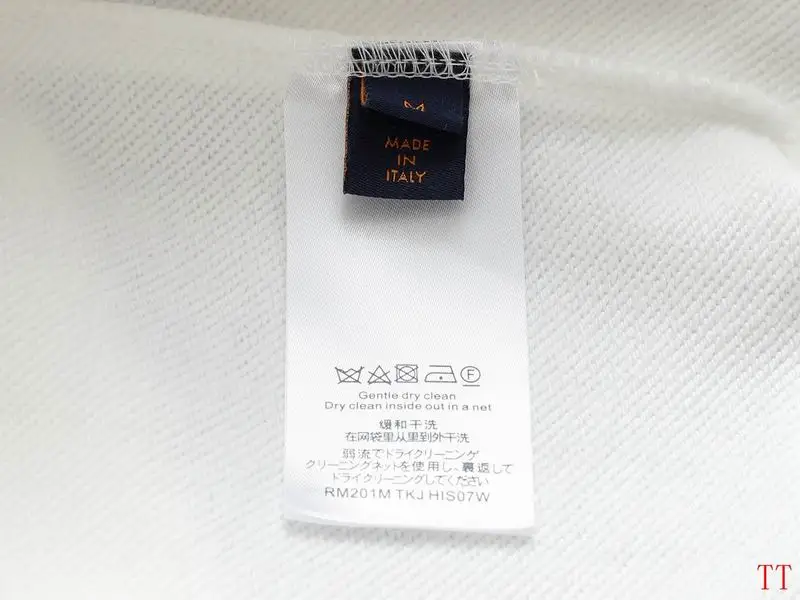 M
MADE
IN
ITALY
Gentle dry clean
Dry clean inside out in a net
缓和干洗
在网袋里从里到外干洗
弱流でドライクリーニング
クリーニングネットを使用し、裏返して
ドライクリーニングしてください
RM201M TKJ HIS07W
TT